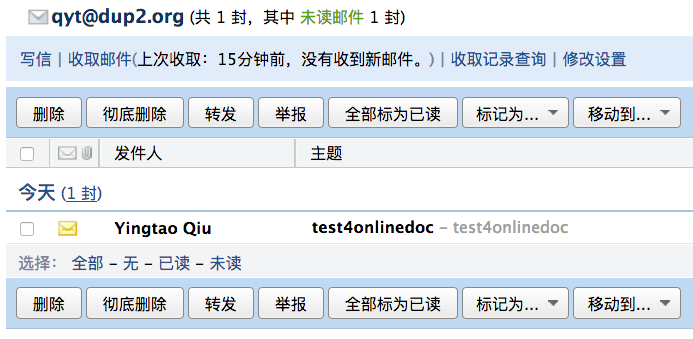 qyt@dup2.org (共 1 封，其中 未读邮件 1 封)
写信 | 收取邮件(上次收取：15分钟前，没有收到新邮件。) | 收取记录查询 | 修改设置
删除 彻底删除 转发 举报 全部标为已读 标记为... 移动到...
发件人 主题
今天 (1 封)
Yingtao Qiu test4onlinedoc – test4onlinedoc
选择： 全部 – 无 – 已读 – 未读
删除 彻底删除 转发 举报 全部标为已读 标记为... 移动到...